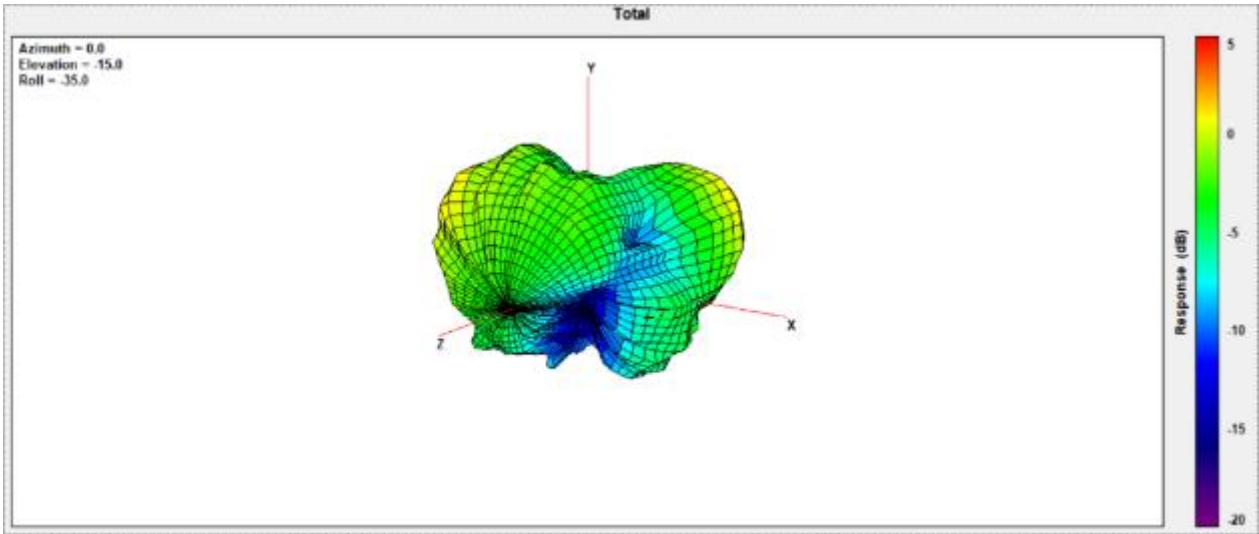 Total
Azimuth = 0.0
Elevation = -15.0
Roll = -35.0
Y
X
Z
5
0
-5
-10
-15
-20
Response (dB)